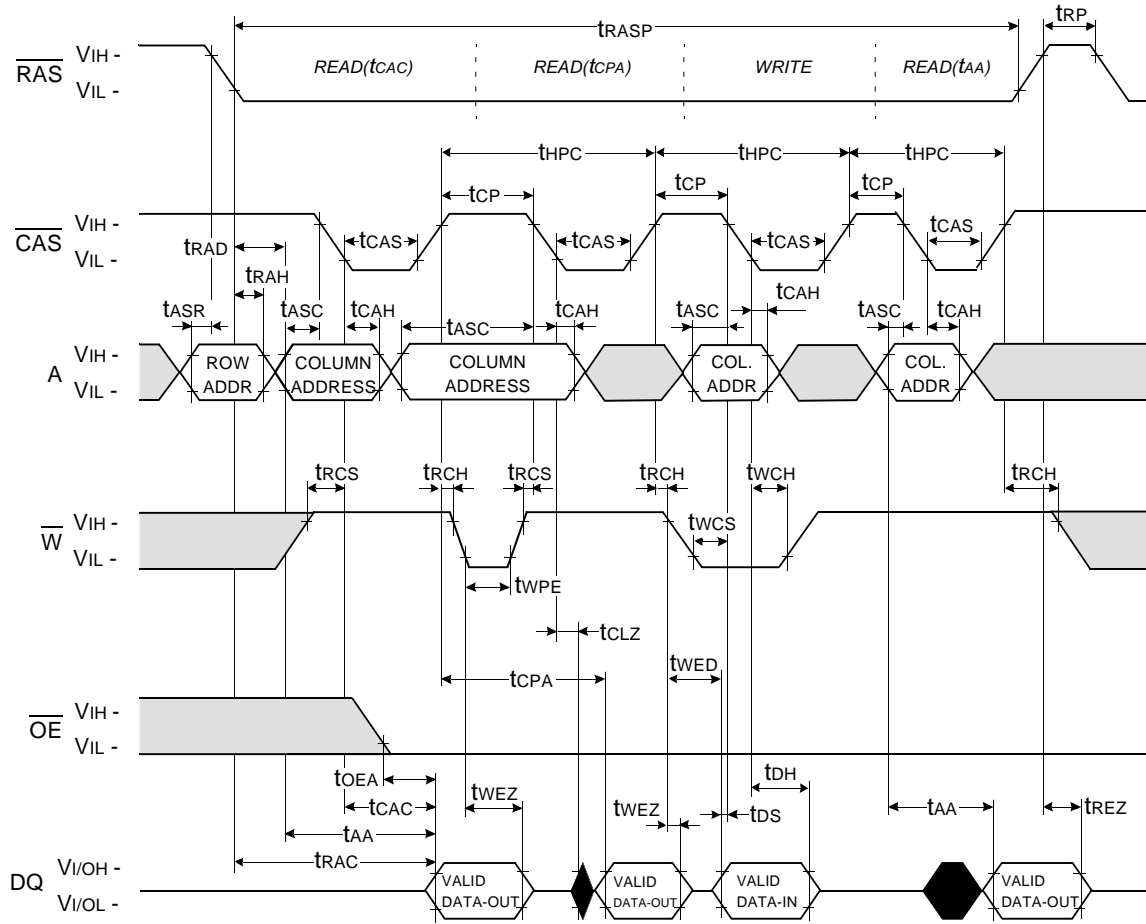 tRASP
tRP
RAS
VIH -
VIL -
READ(tCAC)
READ(tCPA)
WRITE
READ(tAA)
tHPC
tHPC
tHPC
tCP
tCP
tCP
CAS
VIH -
VIL -
tCAS
tCAS
tCAS
tCAS
tRAD
tRAH
tASR
tASC
tCAH
tASC
tCAH
tASC
tCAH
tASC
tCAH
A
VIH -
VIL -
ROW
ADDR
COLUMN
ADDRESS
COLUMN
ADDRESS
COL.
ADDR
COL.
ADDR
tRCS
tRCH
tRCS
tRCH
tWCH
tRCH
W
VIH -
VIL -
tWCS
tWPE
tCLZ
tWED
tCPA
OE
VIH -
VIL -
tOEA
tCAC
tAA
tRAC
tWEZ
tWEZ
tDS
tDH
tAA
tREZ
DQ
VI/OH -
VI/OL -
VALID
DATA-OUT
VALID
DATA-OUT
VALID
DATA-IN
VALID
DATA-OUT